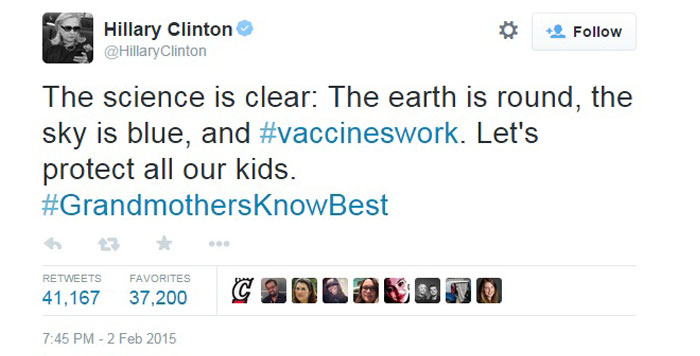 Hillary Clinton
@HillaryClinton
Follow
The science is clear: The earth is round, the
sky is blue, and #vaccineswork. Let's
protect all our kids.
#GrandmothersKnowBest
RETWEETS FAVORITES
41,167 37,200
7:45 PM - 2 Feb 2015